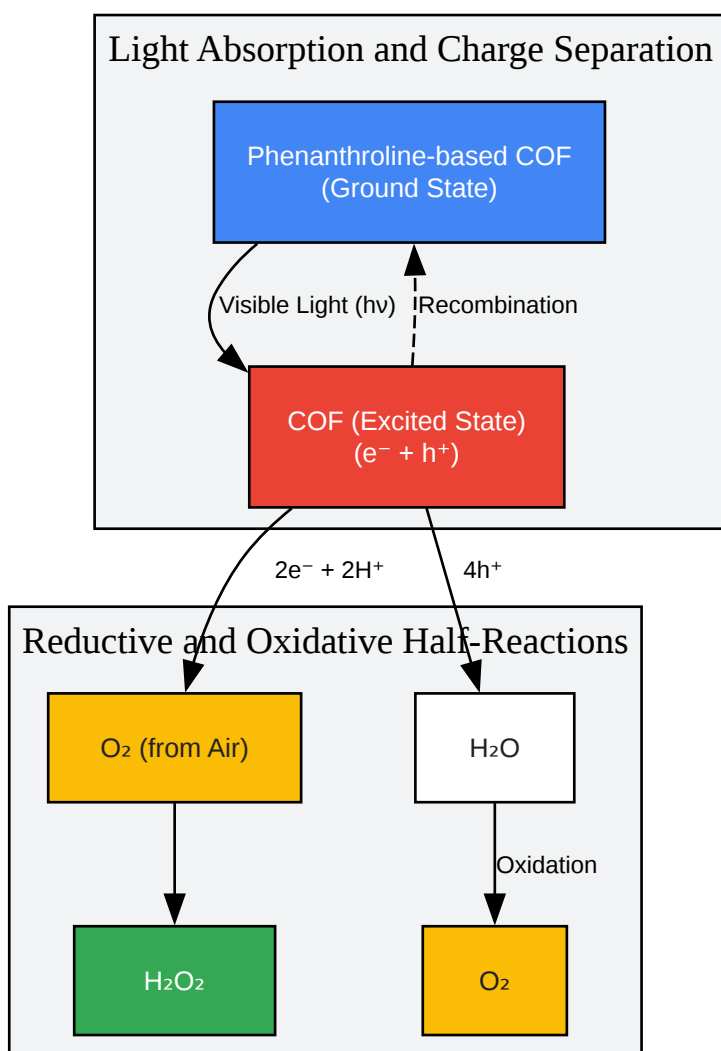 Light Absorption and Charge Separation
Phenanthroline-based COF
(Ground State)
Visible Light (hν)
Recombination
COF (Excited State)
(e⁻ + h⁺)
2e⁻ + 2H⁺
4h⁺
Reductive and Oxidative Half-Reactions
O₂ (from Air)
H₂O
Oxidation
H₂O₂
O₂